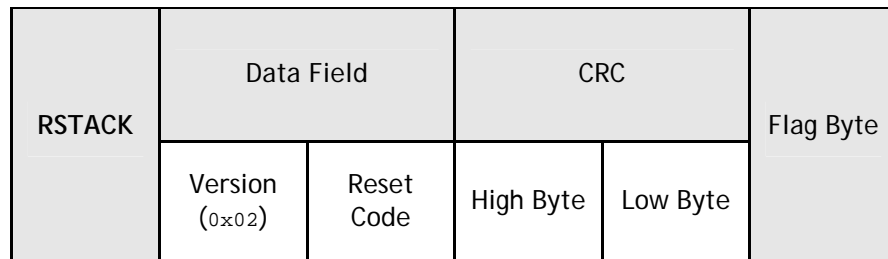 RSTACK
Data Field
CRC
Flag Byte
Version
(0x02)
Reset
Code
High Byte
Low Byte